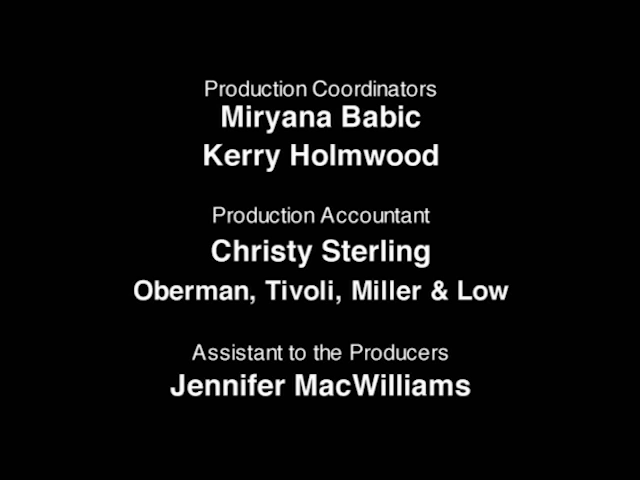 Production Coordinators
Miryana Babic
Kerry Holmwood
Production Accountant
Christy Sterling
Oberman, Tivoli, Miller & Low
Assistant to the Producers
Jennifer MacWilliams